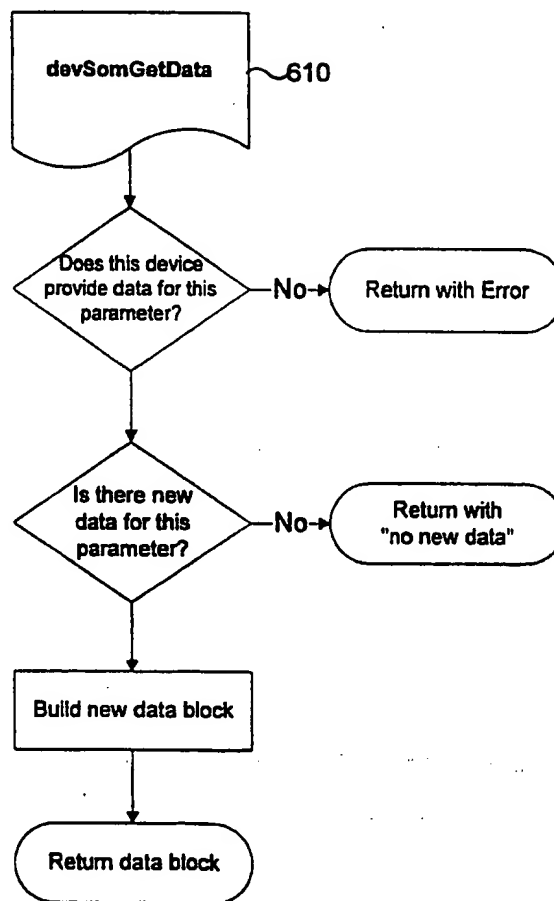 devSomGetData
610
Does this device
provide data for this
parameter?
No
Return with Error
Is there new
data for this
parameter?
No
Return with
"no new data"
Build new data block
Return data block